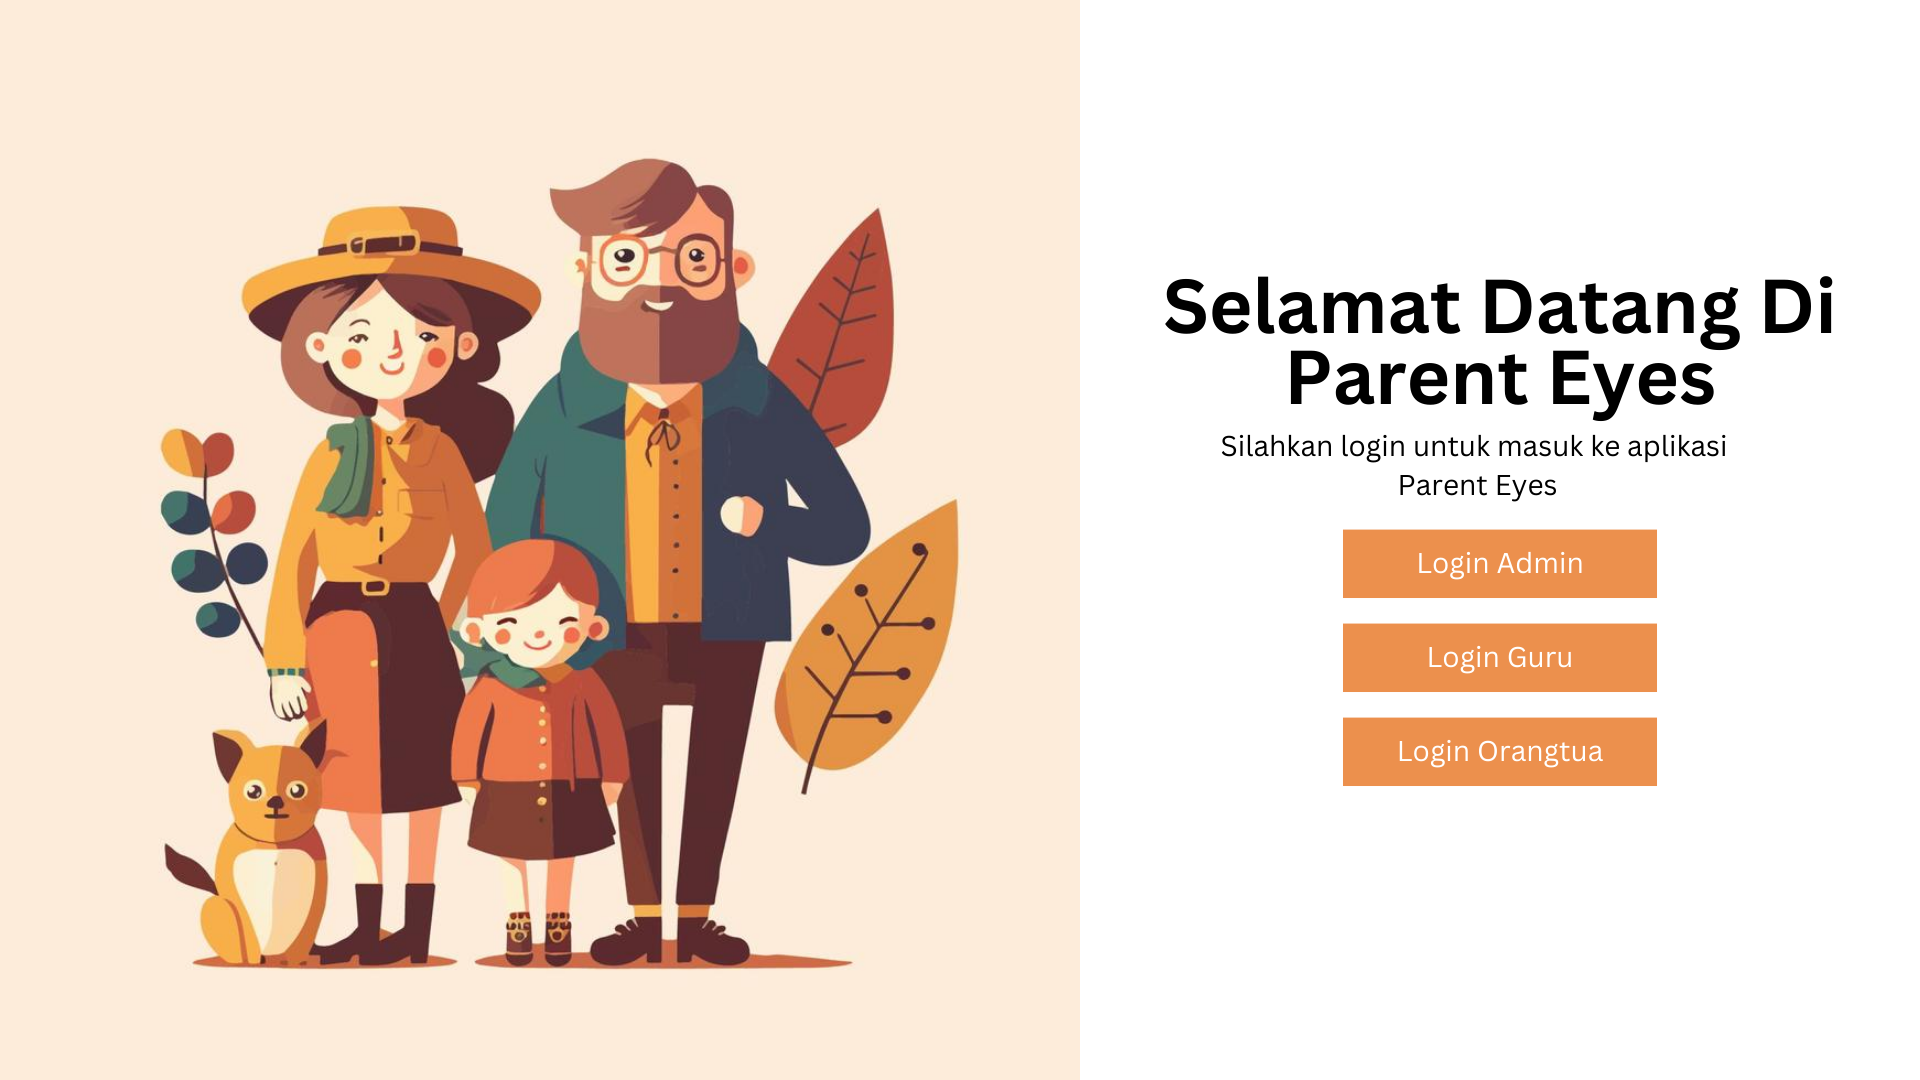 Selamat Datang Di
Parent Eyes
Silahkan login untuk masuk ke aplikasi
Parent Eyes
Login Admin
Login Guru
Login Orangtua